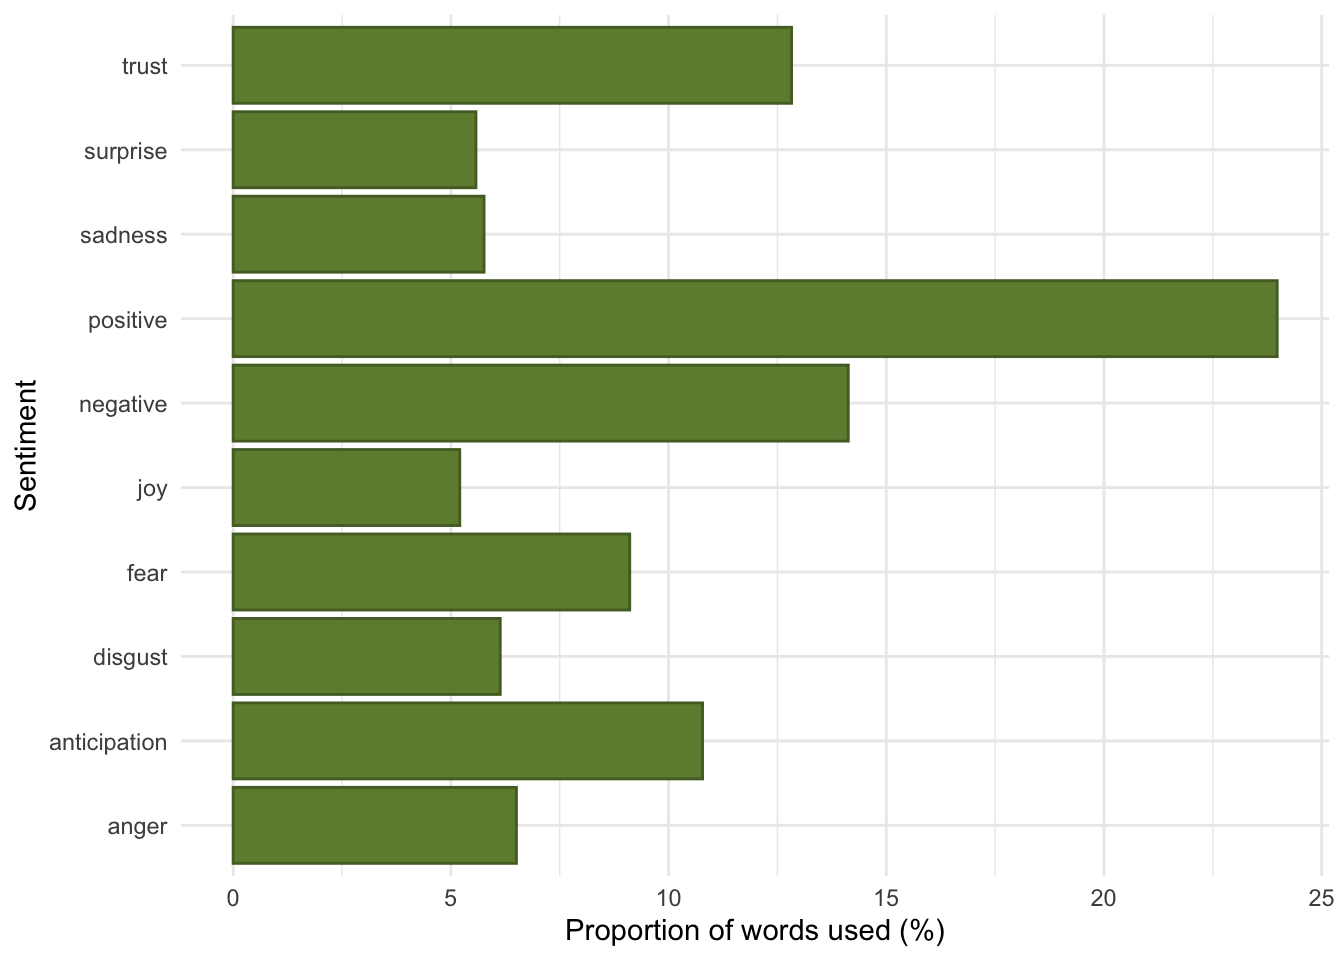 trust
surprise
sadness
positive
negative
joy
fear
disgust
anticipation
anger
Sentiment
0 5 10 15 20 25
Proportion of words used (%)